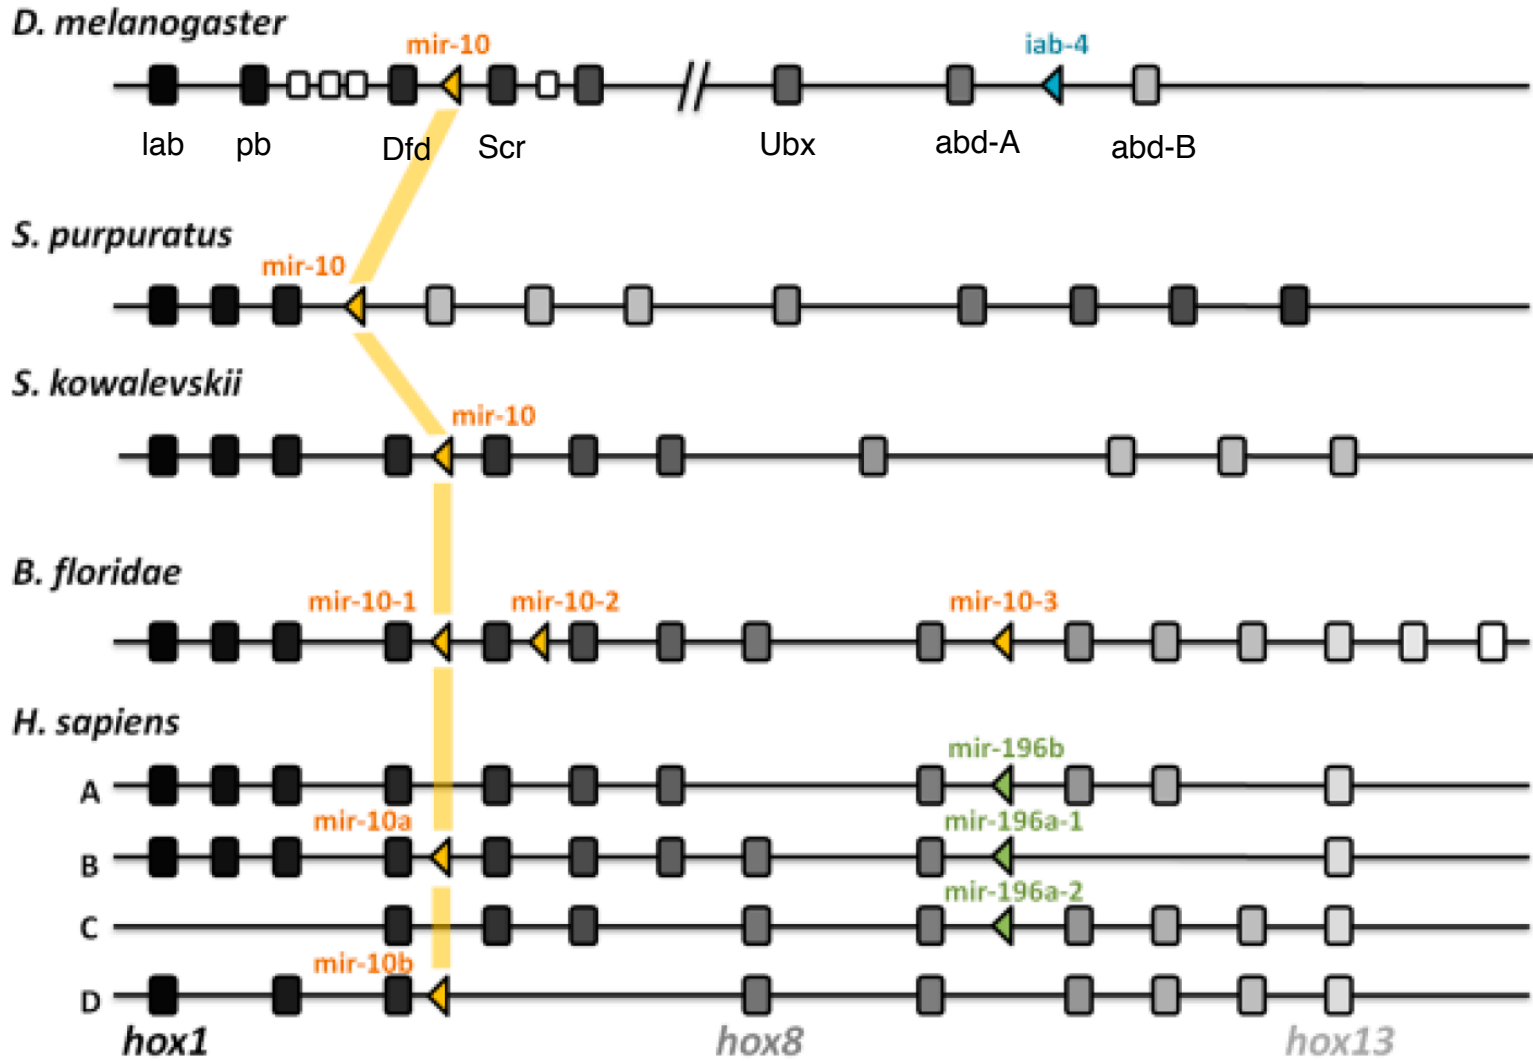 D. melanogaster
mir-10
iab-4
lab
pb
Dfd
Scr
Ubx
abd-A
abd-B
S. purpuratus
mir-10
S. kowalevskii
mir-10
B. floridae
mir-10-1
mir-10-2
mir-10-3
H. sapiens
mir-196b
A
mir-10a
mir-196a-1
B
mir-196a-2
C
mir-10b
D
hox1
hox8
hox13